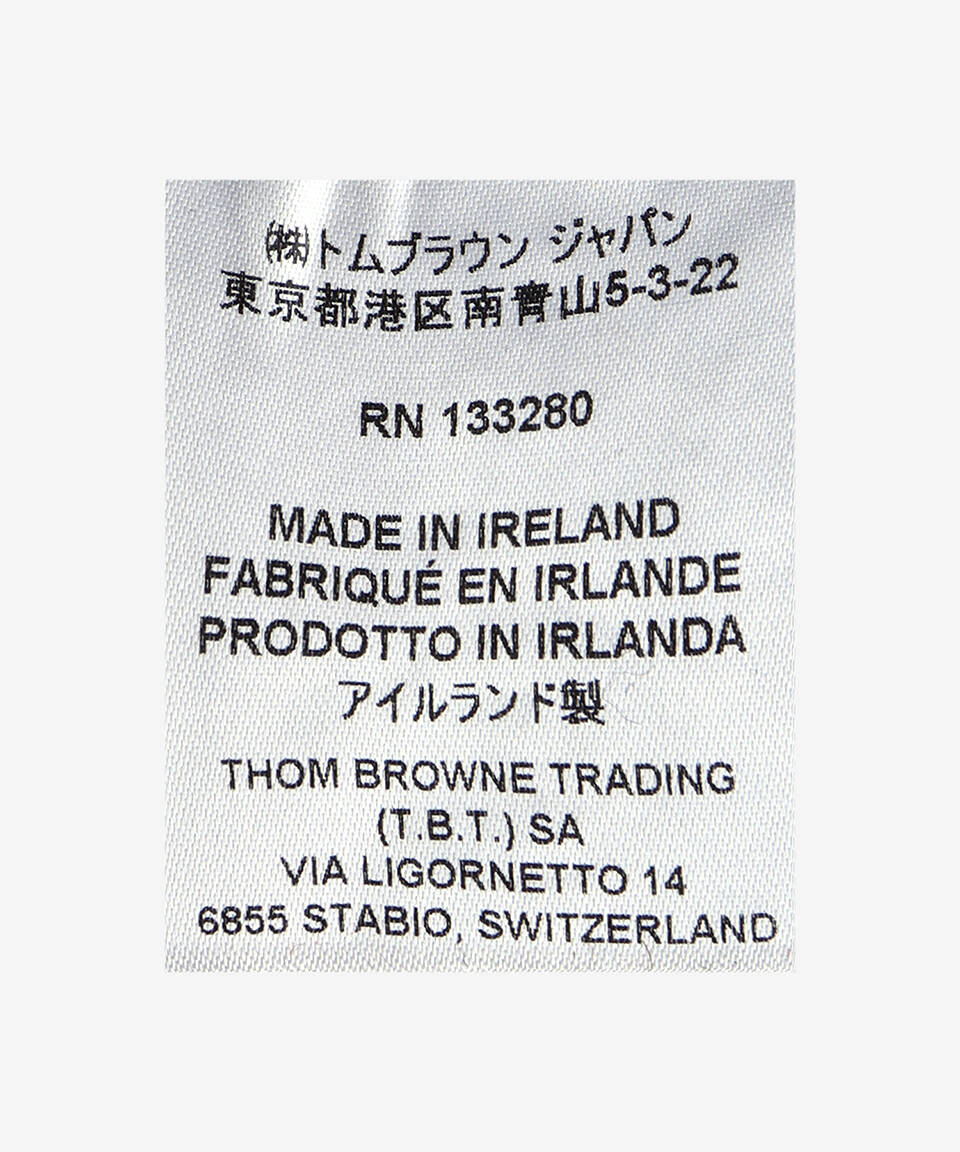 ㈱トムブラウン ジャパン
東京都港区南青山5-3-22
RN 133280
MADE IN IRELAND
FABRIQUÉ EN IRLANDE
PRODOTTO IN IRLANDA
アイルランド製
THOM BROWNE TRADING
(T.B.T.) SA
VIA LIGORNETTO 14
6855 STABIO, SWITZERLAND